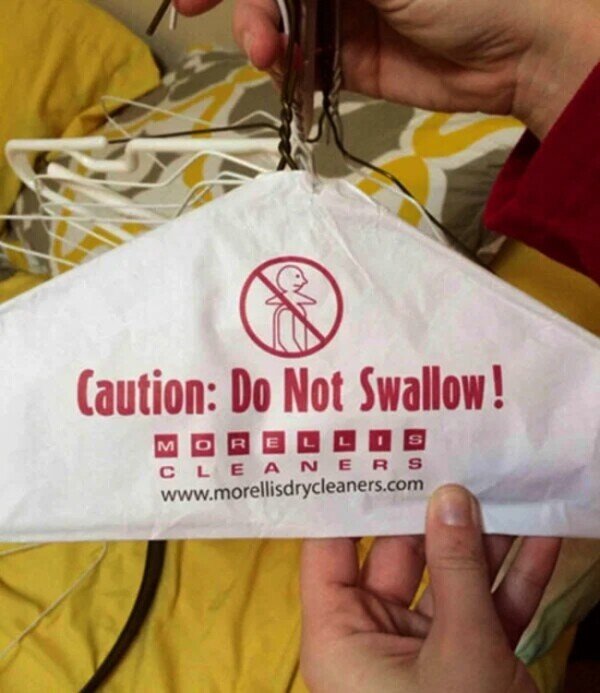 Caution: Do Not Swallow!
MORELLIS
CLEANERS
www.morellisdrycleaners.com